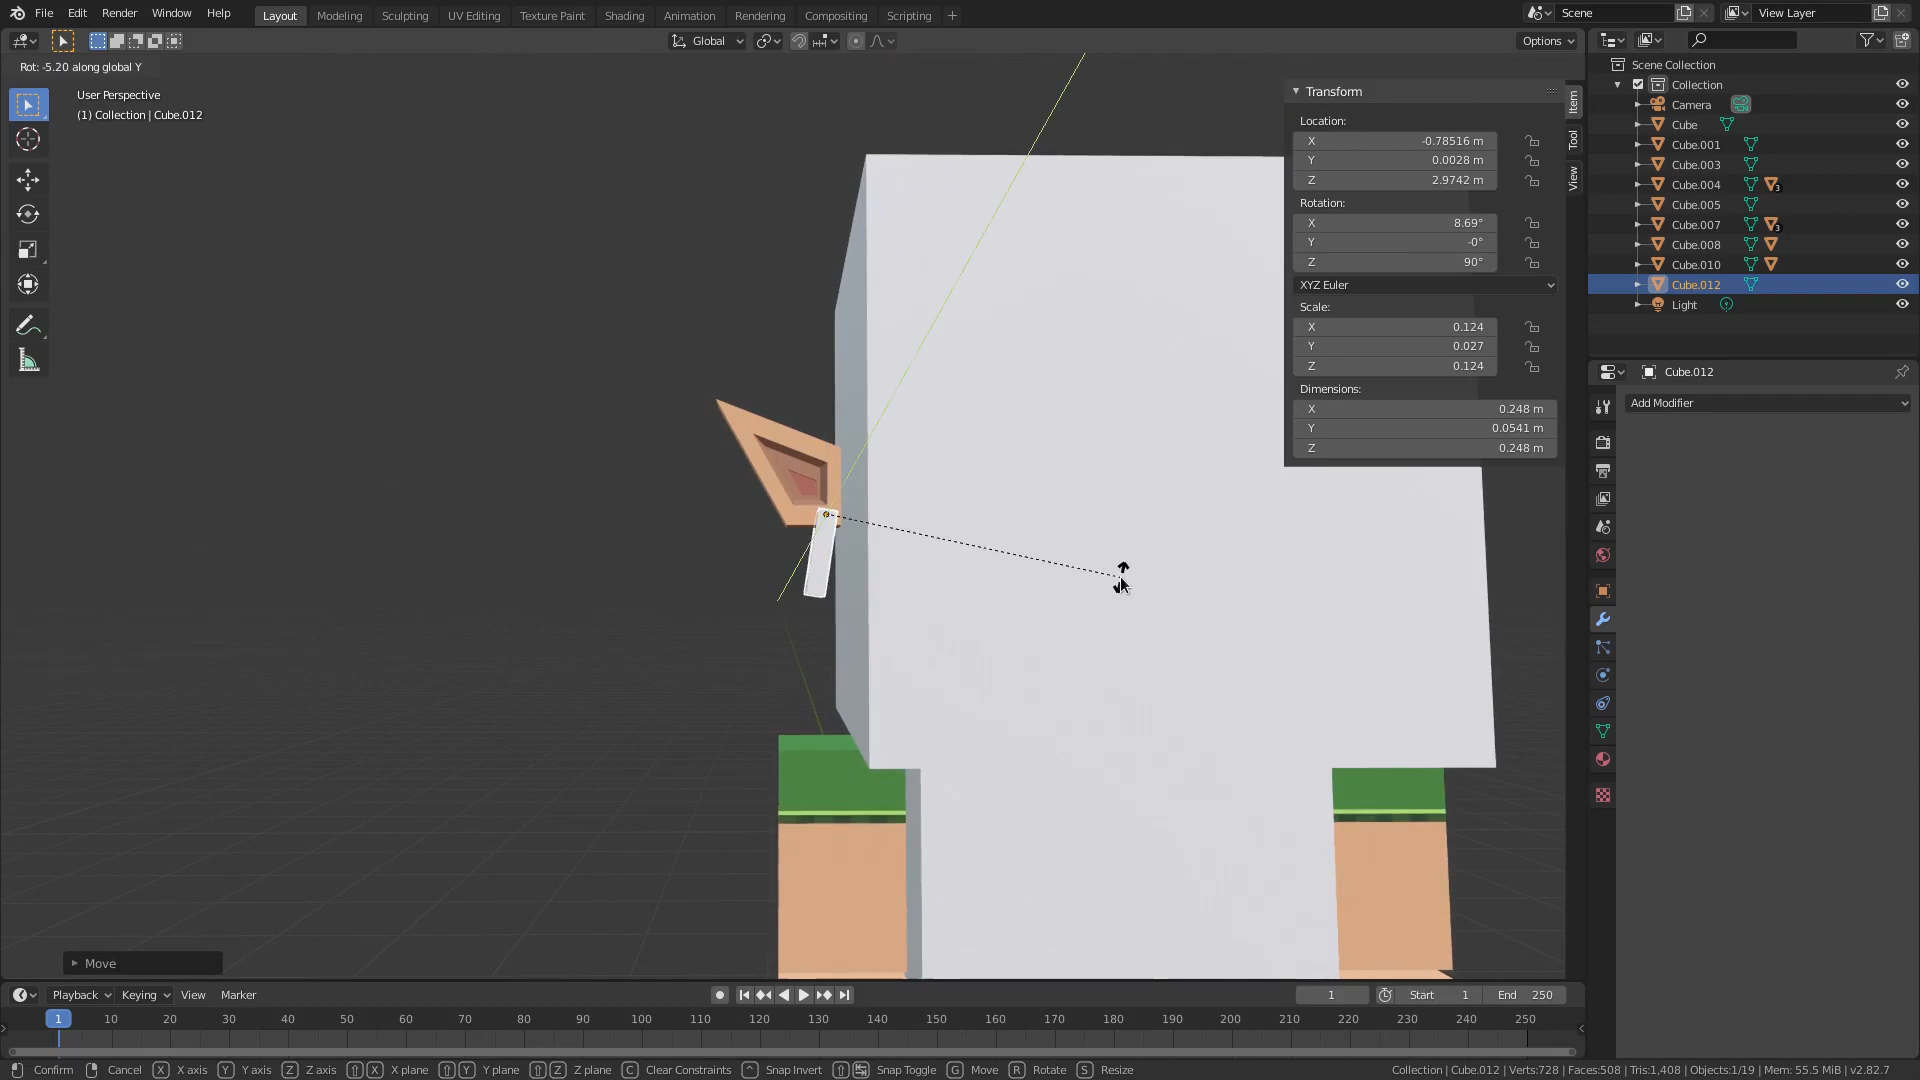 File Edit Render Window Help Layout Modeling Sculpting UV Editing Texture Paint Shading Animation Rendering Compositing Scripting + Scene View Layer
Global Options
Rot: -5.20 along global Y
User Perspective
(1) Collection | Cube.012
Transform
Location:
X -0.78516 m
Y 0.0028 m
Z 2.9742 m
Rotation:
X 8.69°
Y -0°
Z 90°
XYZ Euler
Scale:
X 0.124
Y 0.027
Z 0.124
Dimensions:
X 0.248 m
Y 0.0541 m
Z 0.248 m
Item
Tool
View
Scene Collection
Collection
Camera
Cube
Cube.001
Cube.003
Cube.004 3
Cube.005
Cube.007 3
Cube.008
Cube.010
Cube.012
Light
Cube.012
Add Modifier
Move
Playback Keying View Marker 1 Start 1 End 250
1 10 20 30 40 50 60 70 80 90 100 110 120 130 140 150 160 170 180 190 200 210 220 230 240 250
Confirm Cancel X X axis Y Y axis Z Z axis X X plane Y Y plane Z Z plane C Clear Constraints ^ Snap Invert Snap Toggle G Move R Rotate S Resize Collection | Cube.012 | Verts:728 | Faces:508 | Tris:1,408 | Objects:1/19 | Mem: 55.5 MiB | v2.82.7